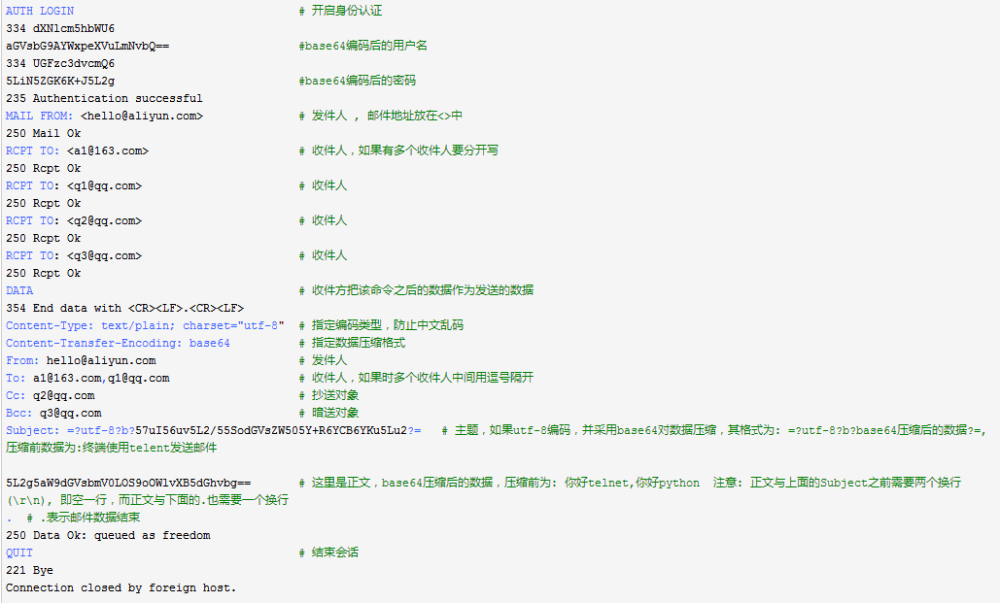 AUTH LOGIN # 开启身份认证
334 dXNlcm5hbWU6
aGVsbG9AYWxpeXVuLmNvbQ== #base64编码后的用户名
334 UGFzc3dvcmQ6
5LiN5ZGK6K+J5L2g #base64编码后的密码
235 Authentication successful
MAIL FROM: <hello@aliyun.com> # 发件人 , 邮件地址放在<>中
250 Mail Ok
RCPT TO: <a1@163.com> # 收件人，如果有多个收件人要分开写
250 Rcpt Ok
RCPT TO: <q1@qq.com> # 收件人
250 Rcpt Ok
RCPT TO: <q2@qq.com> # 收件人
250 Rcpt Ok
RCPT TO: <q3@qq.com> # 收件人
250 Rcpt Ok
DATA # 收件方把该命令之后的数据作为发送的数据
354 End data with <CR><LF>.<CR><LF>
Content-Type: text/plain; charset="utf-8" # 指定编码类型，防止中文乱码
Content-Transfer-Encoding: base64 # 指定数据压缩格式
From: hello@aliyun.com # 发件人
To: a1@163.com,q1@qq.com # 收件人，如果时多个收件人中间用逗号隔开
Cc: q2@qq.com # 抄送对象
Bcc: q3@qq.com # 暗送对象
Subject: =?utf-8?b?57uI56uv5L2/55SodGVsZW505Y+R6YCB6YKu5Lu2?= # 主题，如果utf-8编码，并采用base64对数据压缩，其格式为: =?utf-8?b?base64压缩后的数据?=,
压缩前数据为:终端使用telent发送邮件
5L2g5aW9dGVsbmV0LOS9oOWlvXB5dGhvbg== # 这里是正文，base64压缩后的数据，压缩前为: 你好telnet,你好python 注意: 正文与上面的Subject之前需要两个换行
(\r\n), 即空一行，而正文与下面的.也需要一个换行
. # .表示邮件数据结束
250 Data Ok: queued as freedom
QUIT # 结束会话
221 Bye
Connection closed by foreign host.